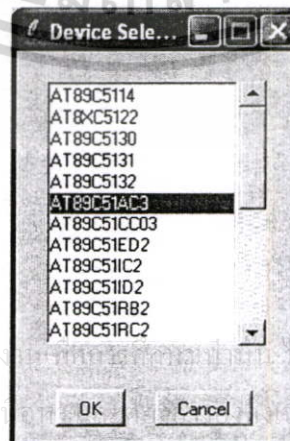 Device Sele...
AT89C5114
AT8XC5122
AT89C5130
AT89C5131
AT89C5132
AT89C51AC3
AT89C51CC03
AT89C51ED2
AT89C51IC2
AT89C51ID2
AT89C51RB2
AT89C51RC2
OK
Cancel